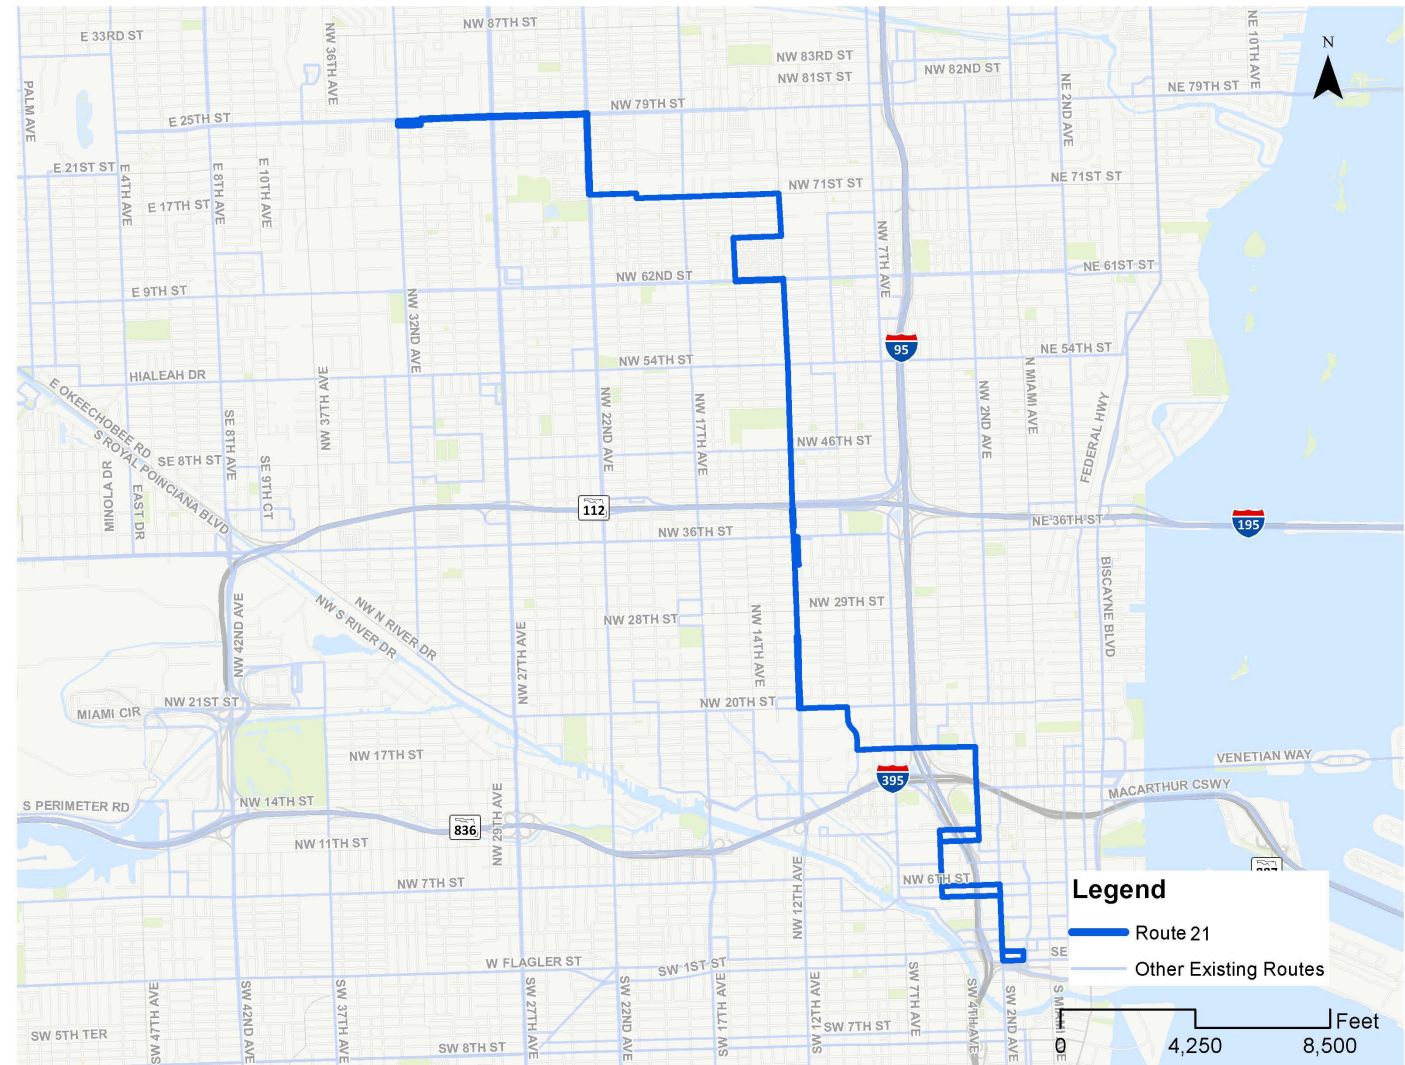 NW 87TH ST
E 33RD ST
NW 36TH AVE
NE 10TH AVE
N
NW 83RD ST
NW 81ST ST
NW 82ND ST
PALM AVE
NE 2ND AVE
NE 79TH ST
NW 79TH ST
E 25TH ST
E 21ST ST
E 4TH AVE
E 8TH AVE
E 10TH AVE
NE 71ST ST
NW 71ST ST
E 17TH ST
NW 7TH AVE
NE 61ST ST
NW 62ND ST
E 9TH ST
NW 32ND AVE
95
NE 54TH ST
NW 54TH ST
N MIAMI AVE
HIALEAH DR
NW 37TH AVE
E OKEECHOBEE RD
S ROYAL POINCIANA BLVD
NW 22ND AVE
NW 17TH AVE
NW 2ND AVE
FEDERAL HWY
SE 8TH AVE
NW 46TH ST
SE 8TH ST
SE 9TH CT
MINOLA DR
EAST DR
112
NE 36TH ST
195
NW 36TH ST
BISCAYNE BLVD
NW 42ND AVE
NW N RIVER DR
NW S RIVER DR
NW 29TH ST
NW 28TH ST
NW 14TH AVE
NW 27TH AVE
NW 21ST ST
MIAMI CIR
NW 20TH ST
NW 17TH ST
VENETIAN WAY
395
MACARTHUR CSWY
S PERIMETER RD
NW 14TH ST
NW 29TH AVE
836
NW 11TH ST
NW 12TH AVE
NW 7TH ST
NW 6TH ST
W FLAGLER ST
SW 1ST ST
SE
SW 47TH AVE
SW 42ND AVE
SW 37TH AVE
SW 27TH AVE
SW 22ND AVE
SW 17TH AVE
SW 12TH AVE
SW 7TH AVE
SW 4TH AVE
SW 2ND AVE
S MIAMI AVE
SW 5TH TER
SW 7TH ST
SW 8TH ST
Legend
Route 21
Other Existing Routes
Feet
0 4,250 8,500